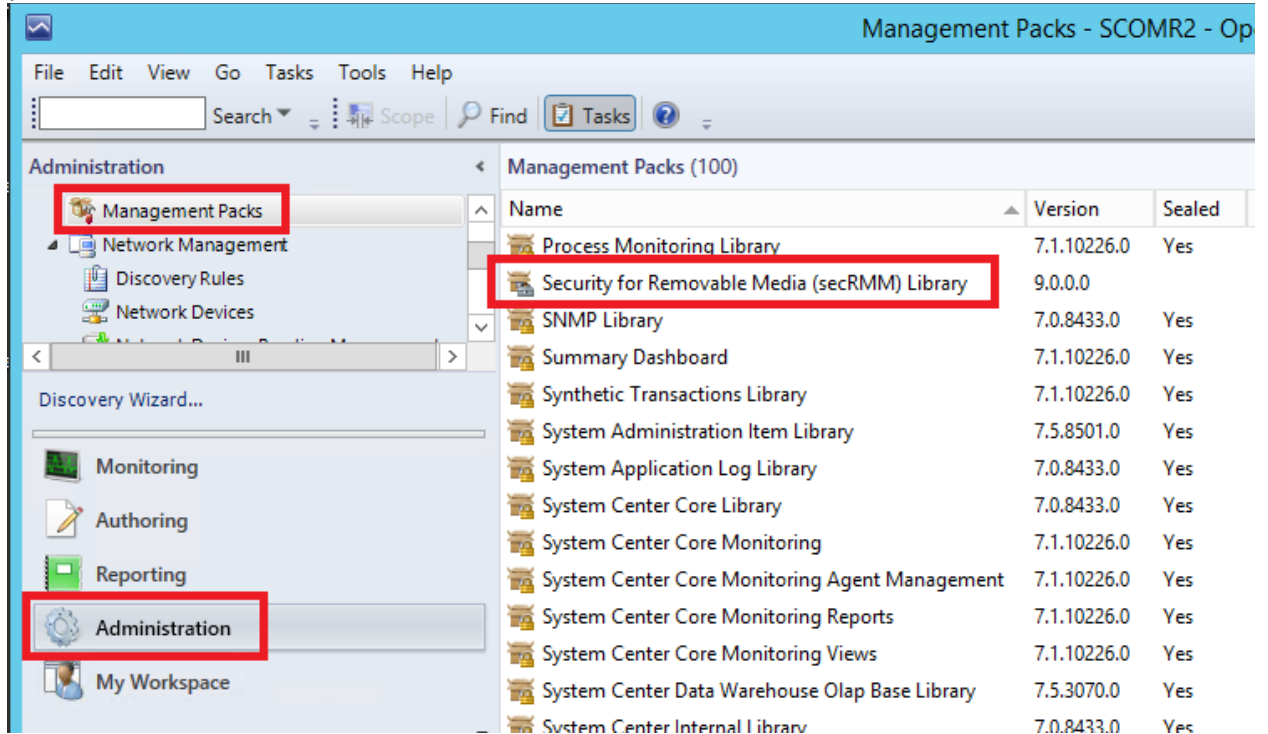 Management Packs - SCOMR2 - Op
File Edit View Go Tasks Tools Help
Search Scope Find Tasks
Administration
Management Packs
Network Management
Discovery Rules
Network Devices
Discovery Wizard...
Monitoring
Authoring
Reporting
Administration
My Workspace
Management Packs (100)
Name Version Sealed
Process Monitoring Library 7.1.10226.0 Yes
Security for Removable Media (secRMM) Library 9.0.0.0
SNMP Library 7.0.8433.0 Yes
Summary Dashboard 7.1.10226.0 Yes
Synthetic Transactions Library 7.1.10226.0 Yes
System Administration Item Library 7.5.8501.0 Yes
System Application Log Library 7.0.8433.0 Yes
System Center Core Library 7.0.8433.0 Yes
System Center Core Monitoring 7.1.10226.0 Yes
System Center Core Monitoring Agent Management 7.1.10226.0 Yes
System Center Core Monitoring Reports 7.1.10226.0 Yes
System Center Core Monitoring Views 7.1.10226.0 Yes
System Center Data Warehouse Olap Base Library 7.5.3070.0 Yes
System Center Internal Library 7.0.8433.0 Yes